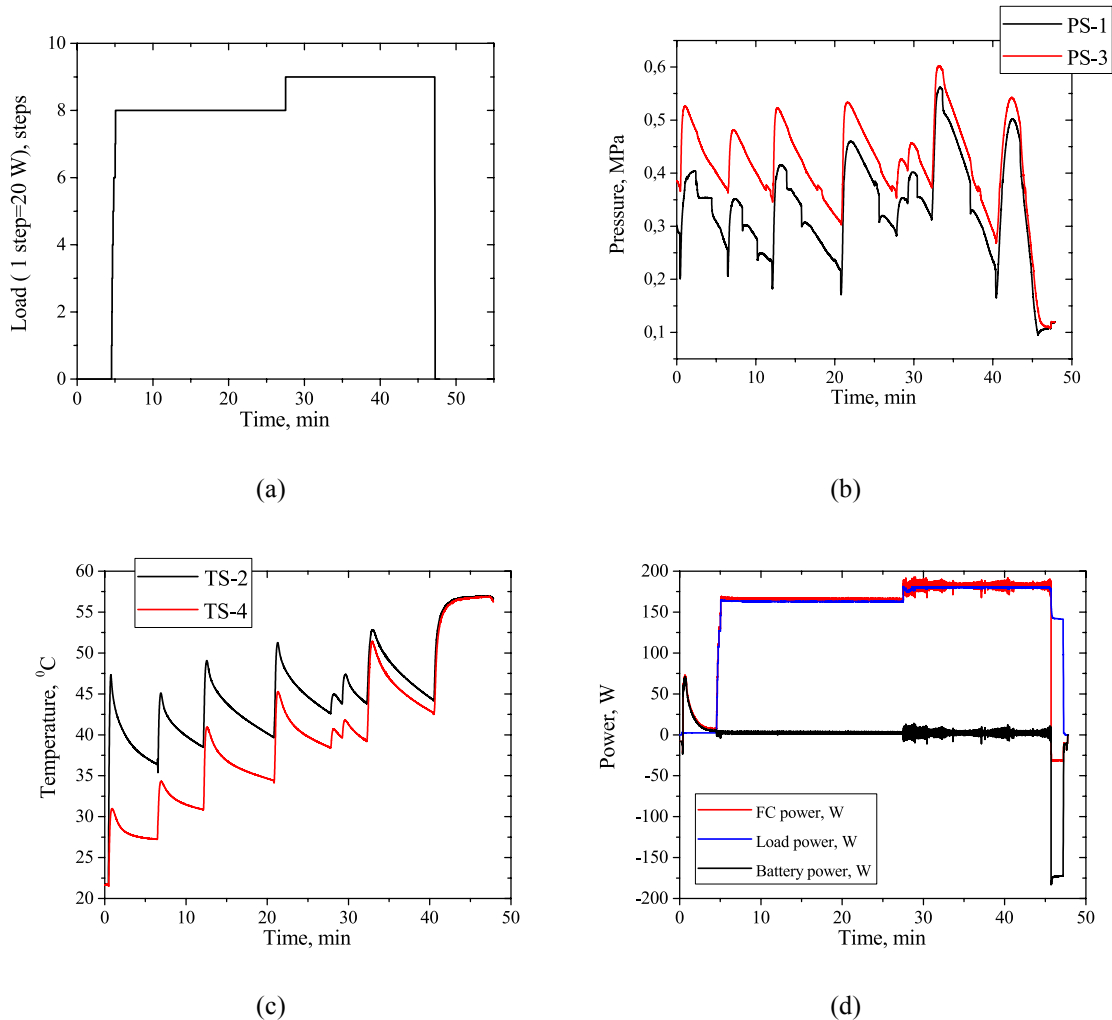 10
8
6
4
2
0
0
10
20
30
40
50
Load ( 1 step=20 W), steps
Time, min
(a)
PS-1
PS-3
0,6
0,5
0,4
0,3
0,2
0,1
0
10
20
30
40
50
Pressure, MPa
Time, min
(b)
TS-2
TS-4
60
55
50
45
40
35
30
25
20
0
10
20
30
40
50
Temperature, ⁰C
Time, min
(c)
200
150
100
50
0
-50
-100
-150
-200
0
10
20
30
40
50
Power, W
FC power, W
Load power, W
Battery power, W
Time, min
(d)